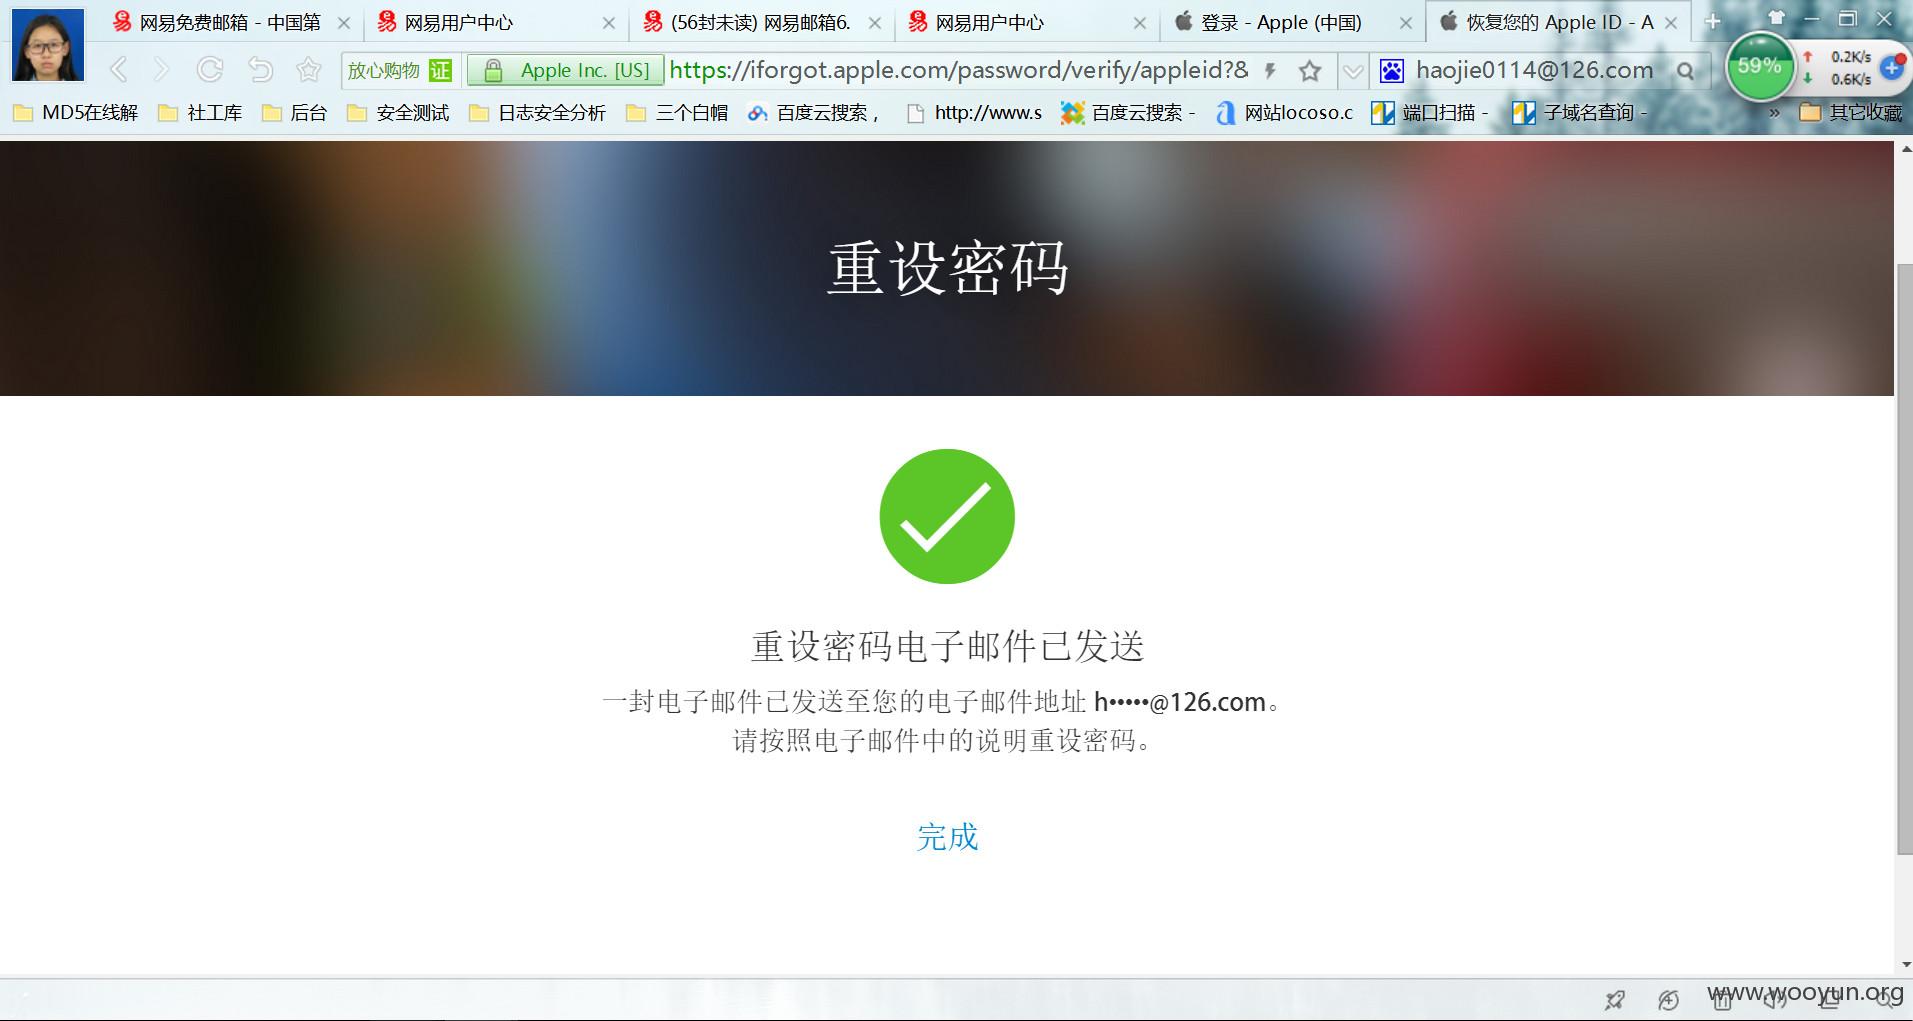 网易免费邮箱 - 中国第
网易用户中心
(56封未读) 网易邮箱6.
网易用户中心
登录 - Apple (中国)
恢复您的 Apple ID - A
放心购物 证
Apple Inc. [US]
https://iforgot.apple.com/password/verify/appleid?&
haojie0114@126.com
59%
0.2K/s
0.6K/s
MD5在线解
社工库
后台
安全测试
日志安全分析
三个白帽
百度云搜索，
http://www.s
百度云搜索 -
网站locoso.c
端口扫描 -
子域名查询 -
»
其它收藏
重设密码
重设密码电子邮件已发送
一封电子邮件已发送至您的电子邮件地址 h•••••@126.com。
请按照电子邮件中的说明重设密码。
完成
www.wooyun.org